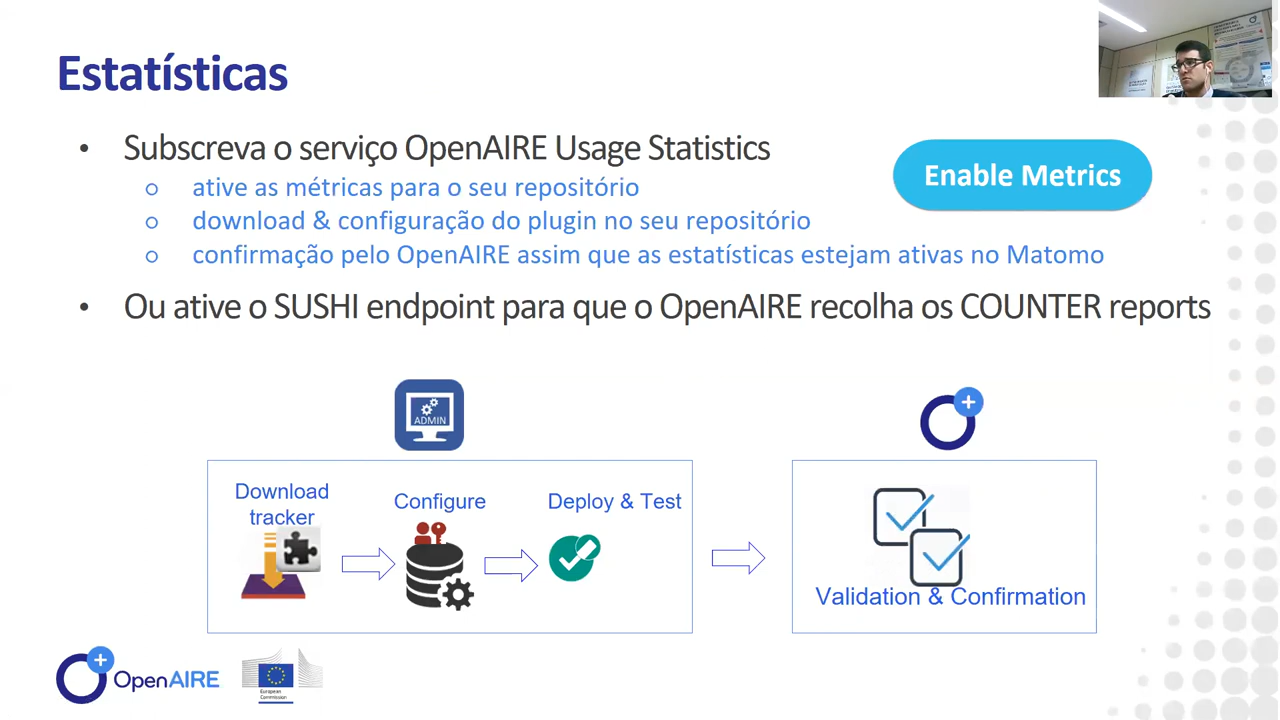 Estatísticas
• Subscreva o serviço OpenAIRE Usage Statistics
Enable Metrics
○ ative as métricas para o seu repositório
○ download & configuração do plugin no seu repositório
○ confirmação pelo OpenAIRE assim que as estatísticas estejam ativas no Matomo
• Ou ative o SUSHI endpoint para que o OpenAIRE recolha os COUNTER reports
ADMIN
Download
tracker
Configure
Deploy & Test
Validation & Confirmation
OpenAIRE
European
Commission